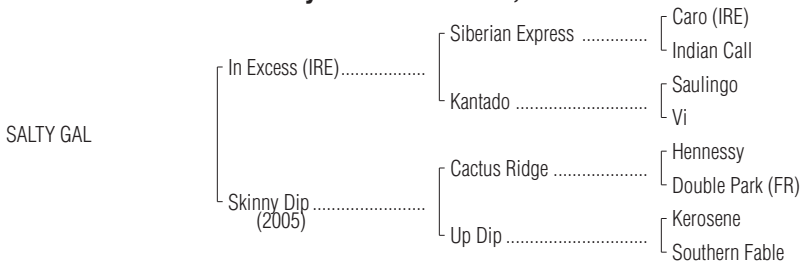 Caro (IRE)
Siberian Express ..............
Indian Call
In Excess (IRE)...................
Saulingo
Kantado .............................
Vi
SALTY GAL
Hennessy
Cactus Ridge ....................
Double Park (FR)
Skinny Dip .........................
(2005)
Kerosene
Up Dip ...............................
Southern Fable